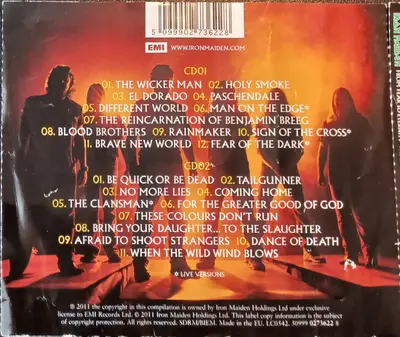 5 099902 736228
EMI WWW.IRONMAIDEN.COM
CD01
01. THE WICKER MAN 02. HOLY SMOKE
03. EL DORADO 04. PASCHENDALE
05. DIFFERENT WORLD 06. MAN ON THE EDGE*
07. THE REINCARNATION OF BENJAMIN BREEG
08. BLOOD BROTHERS 09. RAINMAKER 10. SIGN OF THE CROSS*
11. BRAVE NEW WORLD 12. FEAR OF THE DARK*
CD02
01. BE QUICK OR BE DEAD 02. TAILGUNNER
03. NO MORE LIES 04. COMING HOME
05. THE CLANSMAN* 06. FOR THE GREATER GOOD OF GOD
07. THESE COLOURS DON'T RUN
08. BRING YOUR DAUGHTER... TO THE SLAUGHTER
09. AFRAID TO SHOOT STRANGERS 10. DANCE OF DEATH
11. WHEN THE WILD WIND BLOWS
* LIVE VERSIONS
℗ 2011 the copyright in this compilation is owned by Iron Maiden Holdings Ltd under exclusive
license to EMI Records Ltd. © 2011 Iron Maiden Holdings Ltd. This label copy information is the subject
of copyright protection. All rights reserved. SDRM/BIEM. Made in the EU. LC0542. 50999 0273622 8